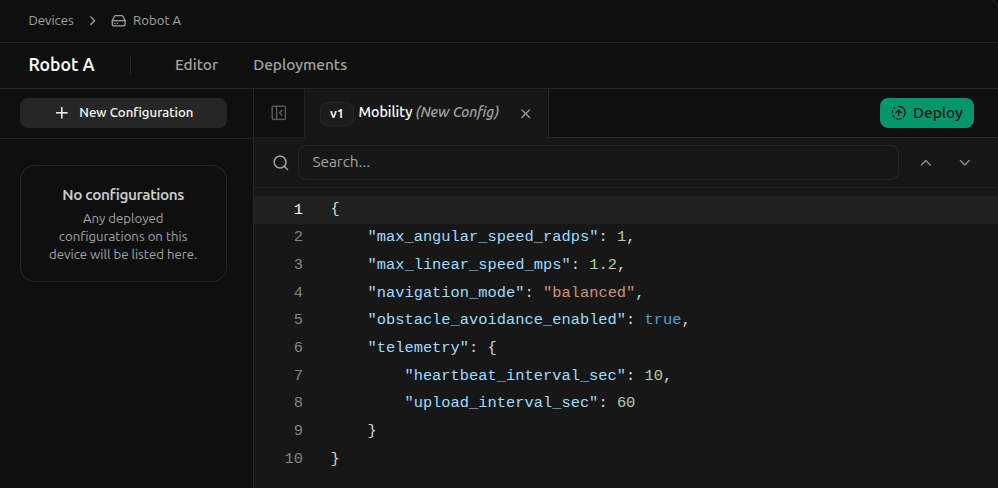 Devices > Robot A
Robot A
Editor
Deployments
+ New Configuration
v1 Mobility (New Config) ×
Deploy
Search...
No configurations
Any deployed
configurations on this
device will be listed here.
1 {
2     "max_angular_speed_radps": 1,
3     "max_linear_speed_mps": 1.2,
4     "navigation_mode": "balanced",
5     "obstacle_avoidance_enabled": true,
6     "telemetry": {
7         "heartbeat_interval_sec": 10,
8         "upload_interval_sec": 60
9     }
10 }